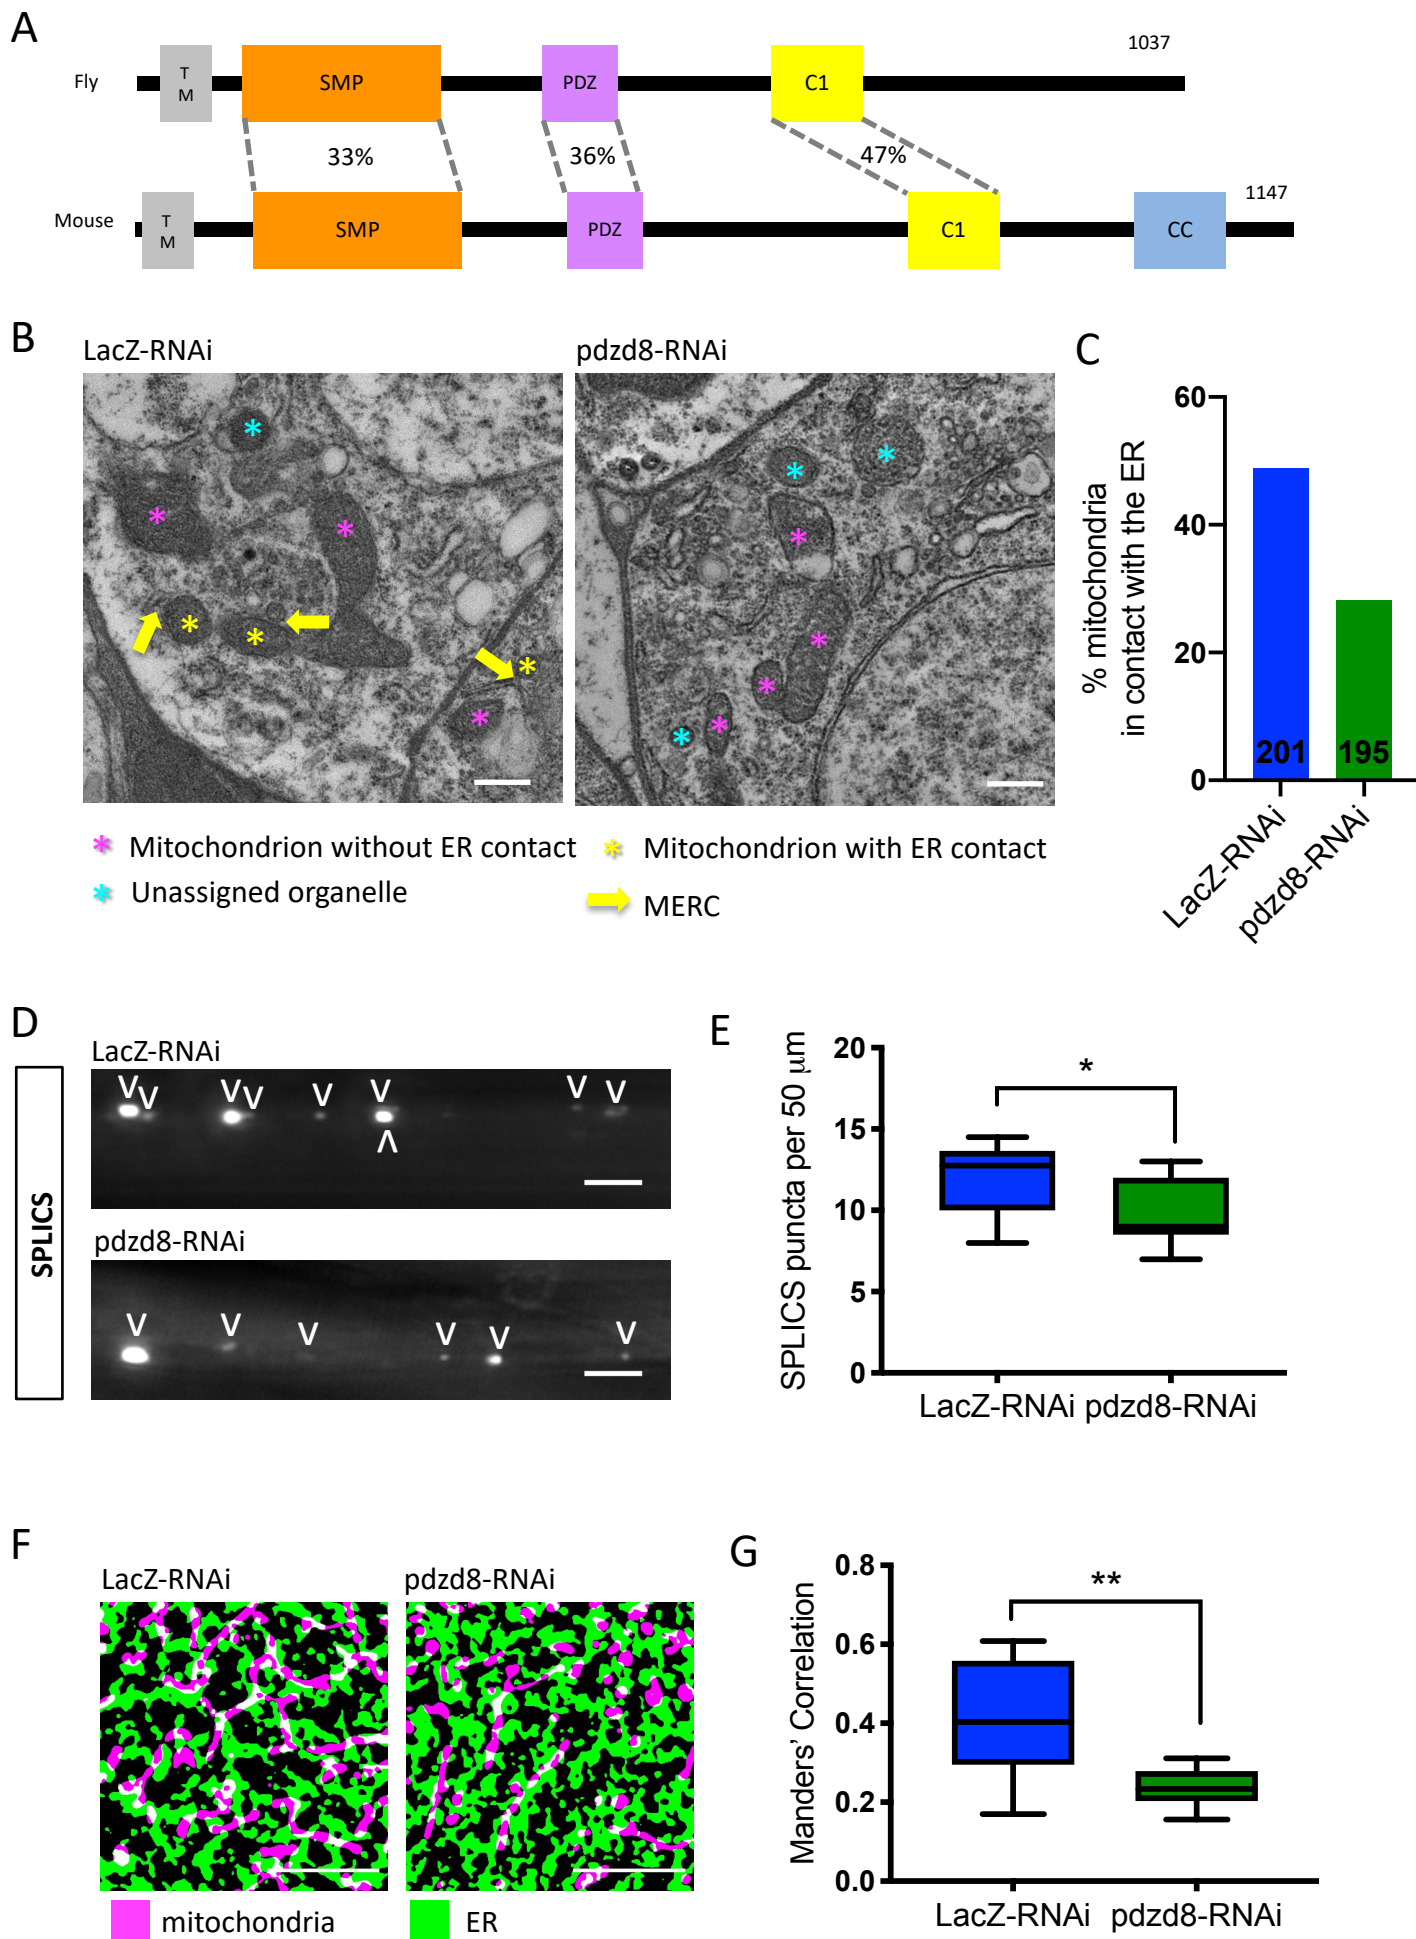 A
Fly
TM
SMP
PDZ
C1
1037
33%
36%
47%
Mouse
TM
SMP
PDZ
C1
CC
1147
B
LacZ-RNAi
pdzd8-RNAi
* Mitochondrion without ER contact
* Mitochondrion with ER contact
* Unassigned organelle
MERC
C
% mitochondria
in contact with the ER
60
40
20
0
201
195
LacZ-RNAi
pdzd8-RNAi
D
SPLICS
LacZ-RNAi
pdzd8-RNAi
E
SPLICS puncta per 50 μm
20
15
10
5
0
*
LacZ-RNAi pdzd8-RNAi
F
LacZ-RNAi
pdzd8-RNAi
mitochondria
ER
G
Manders' Correlation
0.8
0.6
0.4
0.2
0.0
**
LacZ-RNAi pdzd8-RNAi